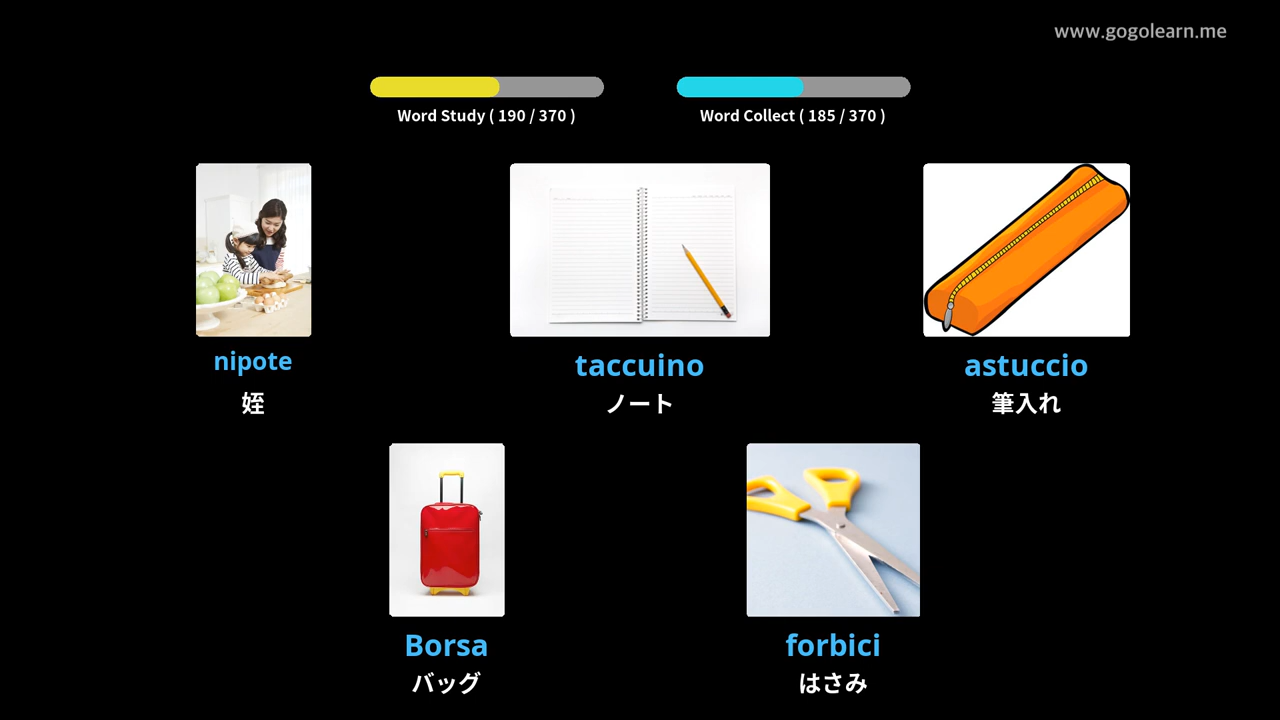 www.gogolearn.me
Word Study ( 190 / 370 )
Word Collect ( 185 / 370 )
nipote
姪
taccuino
ノート
astuccio
筆入れ
Borsa
バッグ
forbici
はさみ